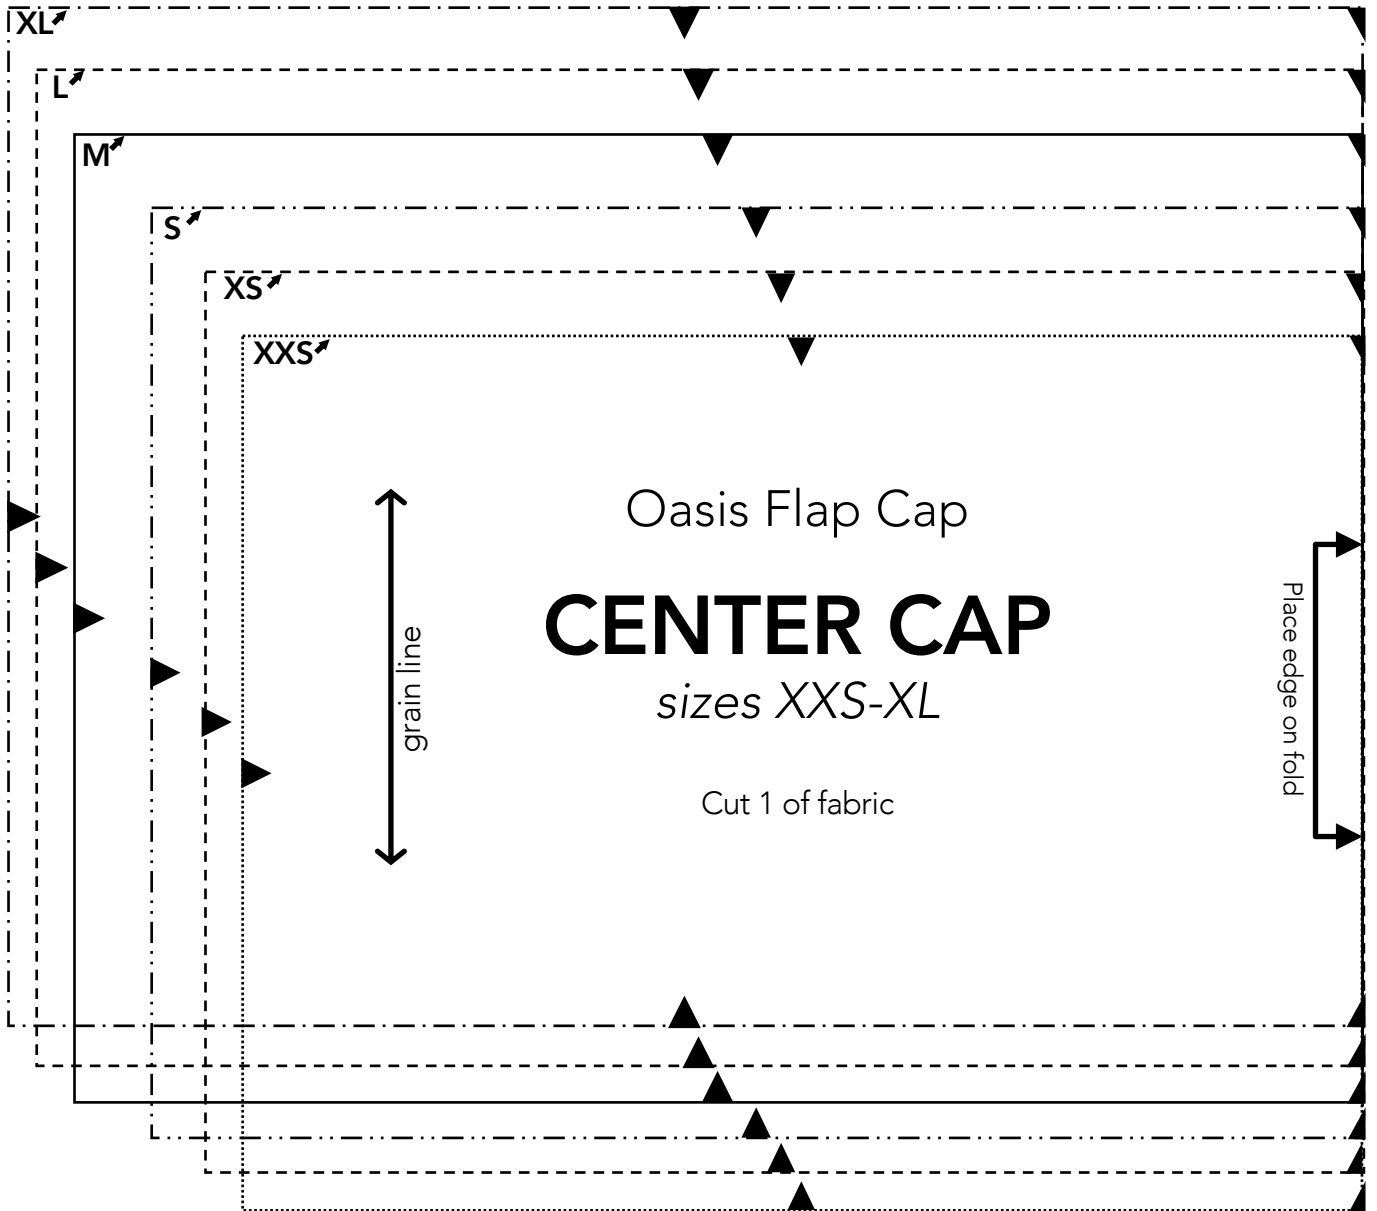 XL
L
M
S
XS
XXS
Oasis Flap Cap
CENTER CAP
sizes XXS-XL
Cut 1 of fabric
grain line
Place edge on fold